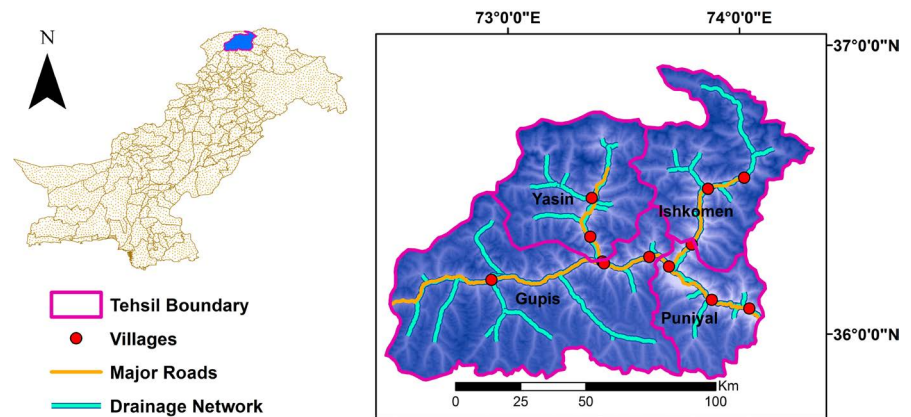 N
73°0'0"E
74°0'0"E
37°0'0"N
Yasin
Ishkomen
Gupis
Puniyal
36°0'0"N
Tehsil Boundary
Villages
Major Roads
Drainage Network
Km
0 25 50 100